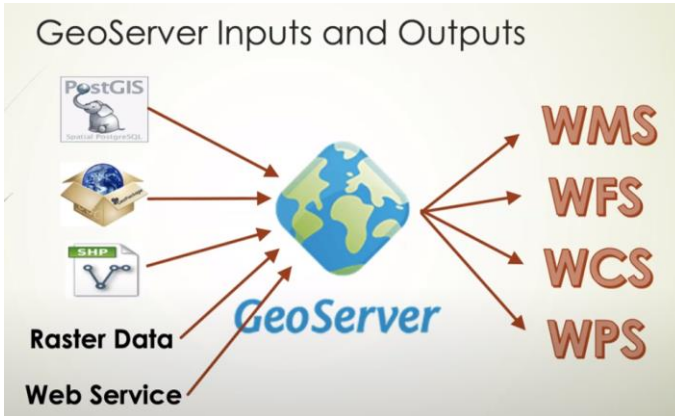 GeoServer Inputs and Outputs
PostGIS
Spatial PostgreSQL
SHP
Raster Data
Web Service
GeoServer
WMS
WFS
WCS
WPS